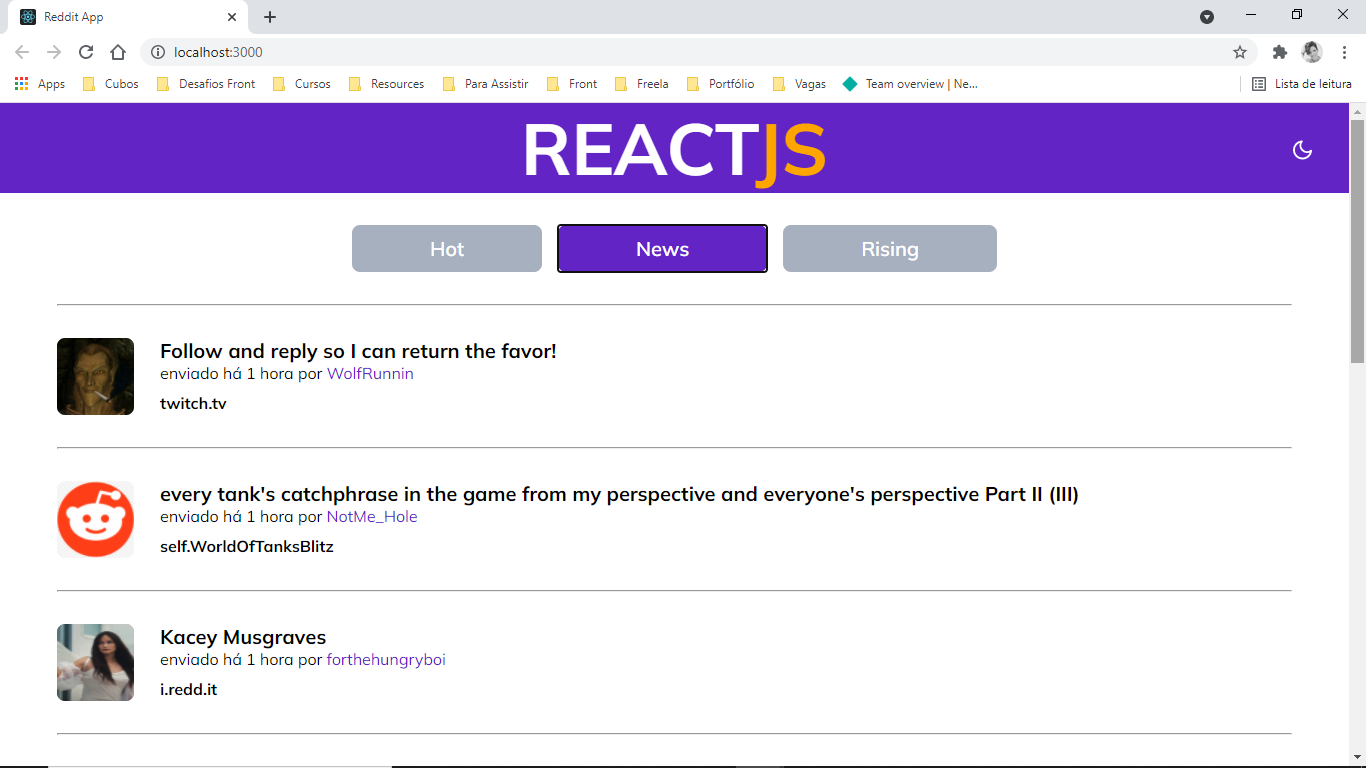 Reddit App
localhost:3000
Apps Cubos Desafios Front Cursos Resources Para Assistir Front Freela Portfólio Vagas Team overview | Ne... Lista de leitura
REACTJS
Hot News Rising
Follow and reply so I can return the favor!
enviado há 1 hora por WolfRunnin
twitch.tv
every tank's catchphrase in the game from my perspective and everyone's perspective Part II (III)
enviado há 1 hora por NotMe_Hole
self.WorldOfTanksBlitz
Kacey Musgraves
enviado há 1 hora por forthehungryboi
i.redd.it